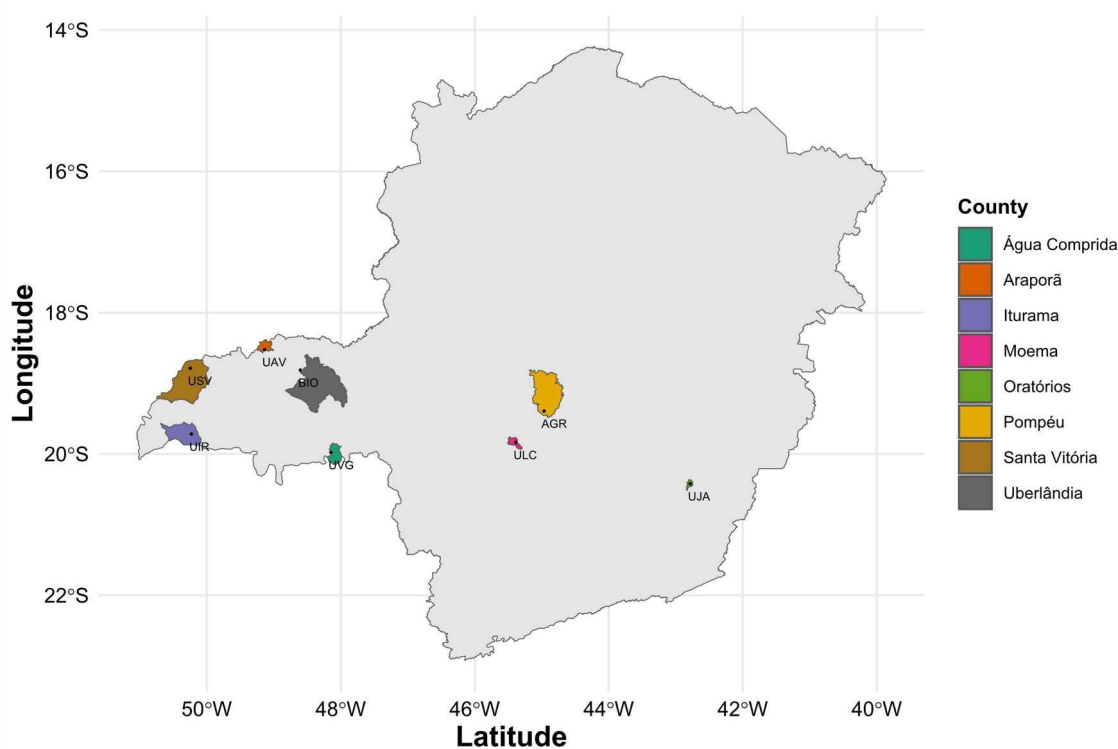 14°S
16°S
18°S
20°S
22°S
Longitude
UAV
USV
BIO
UIR
UVG
AGR
ULC
UJA
50°W 48°W 46°W 44°W 42°W 40°W
Latitude
County
Água Comprida
Araporã
Iturama
Moema
Oratórios
Pompéu
Santa Vitória
Uberlândia